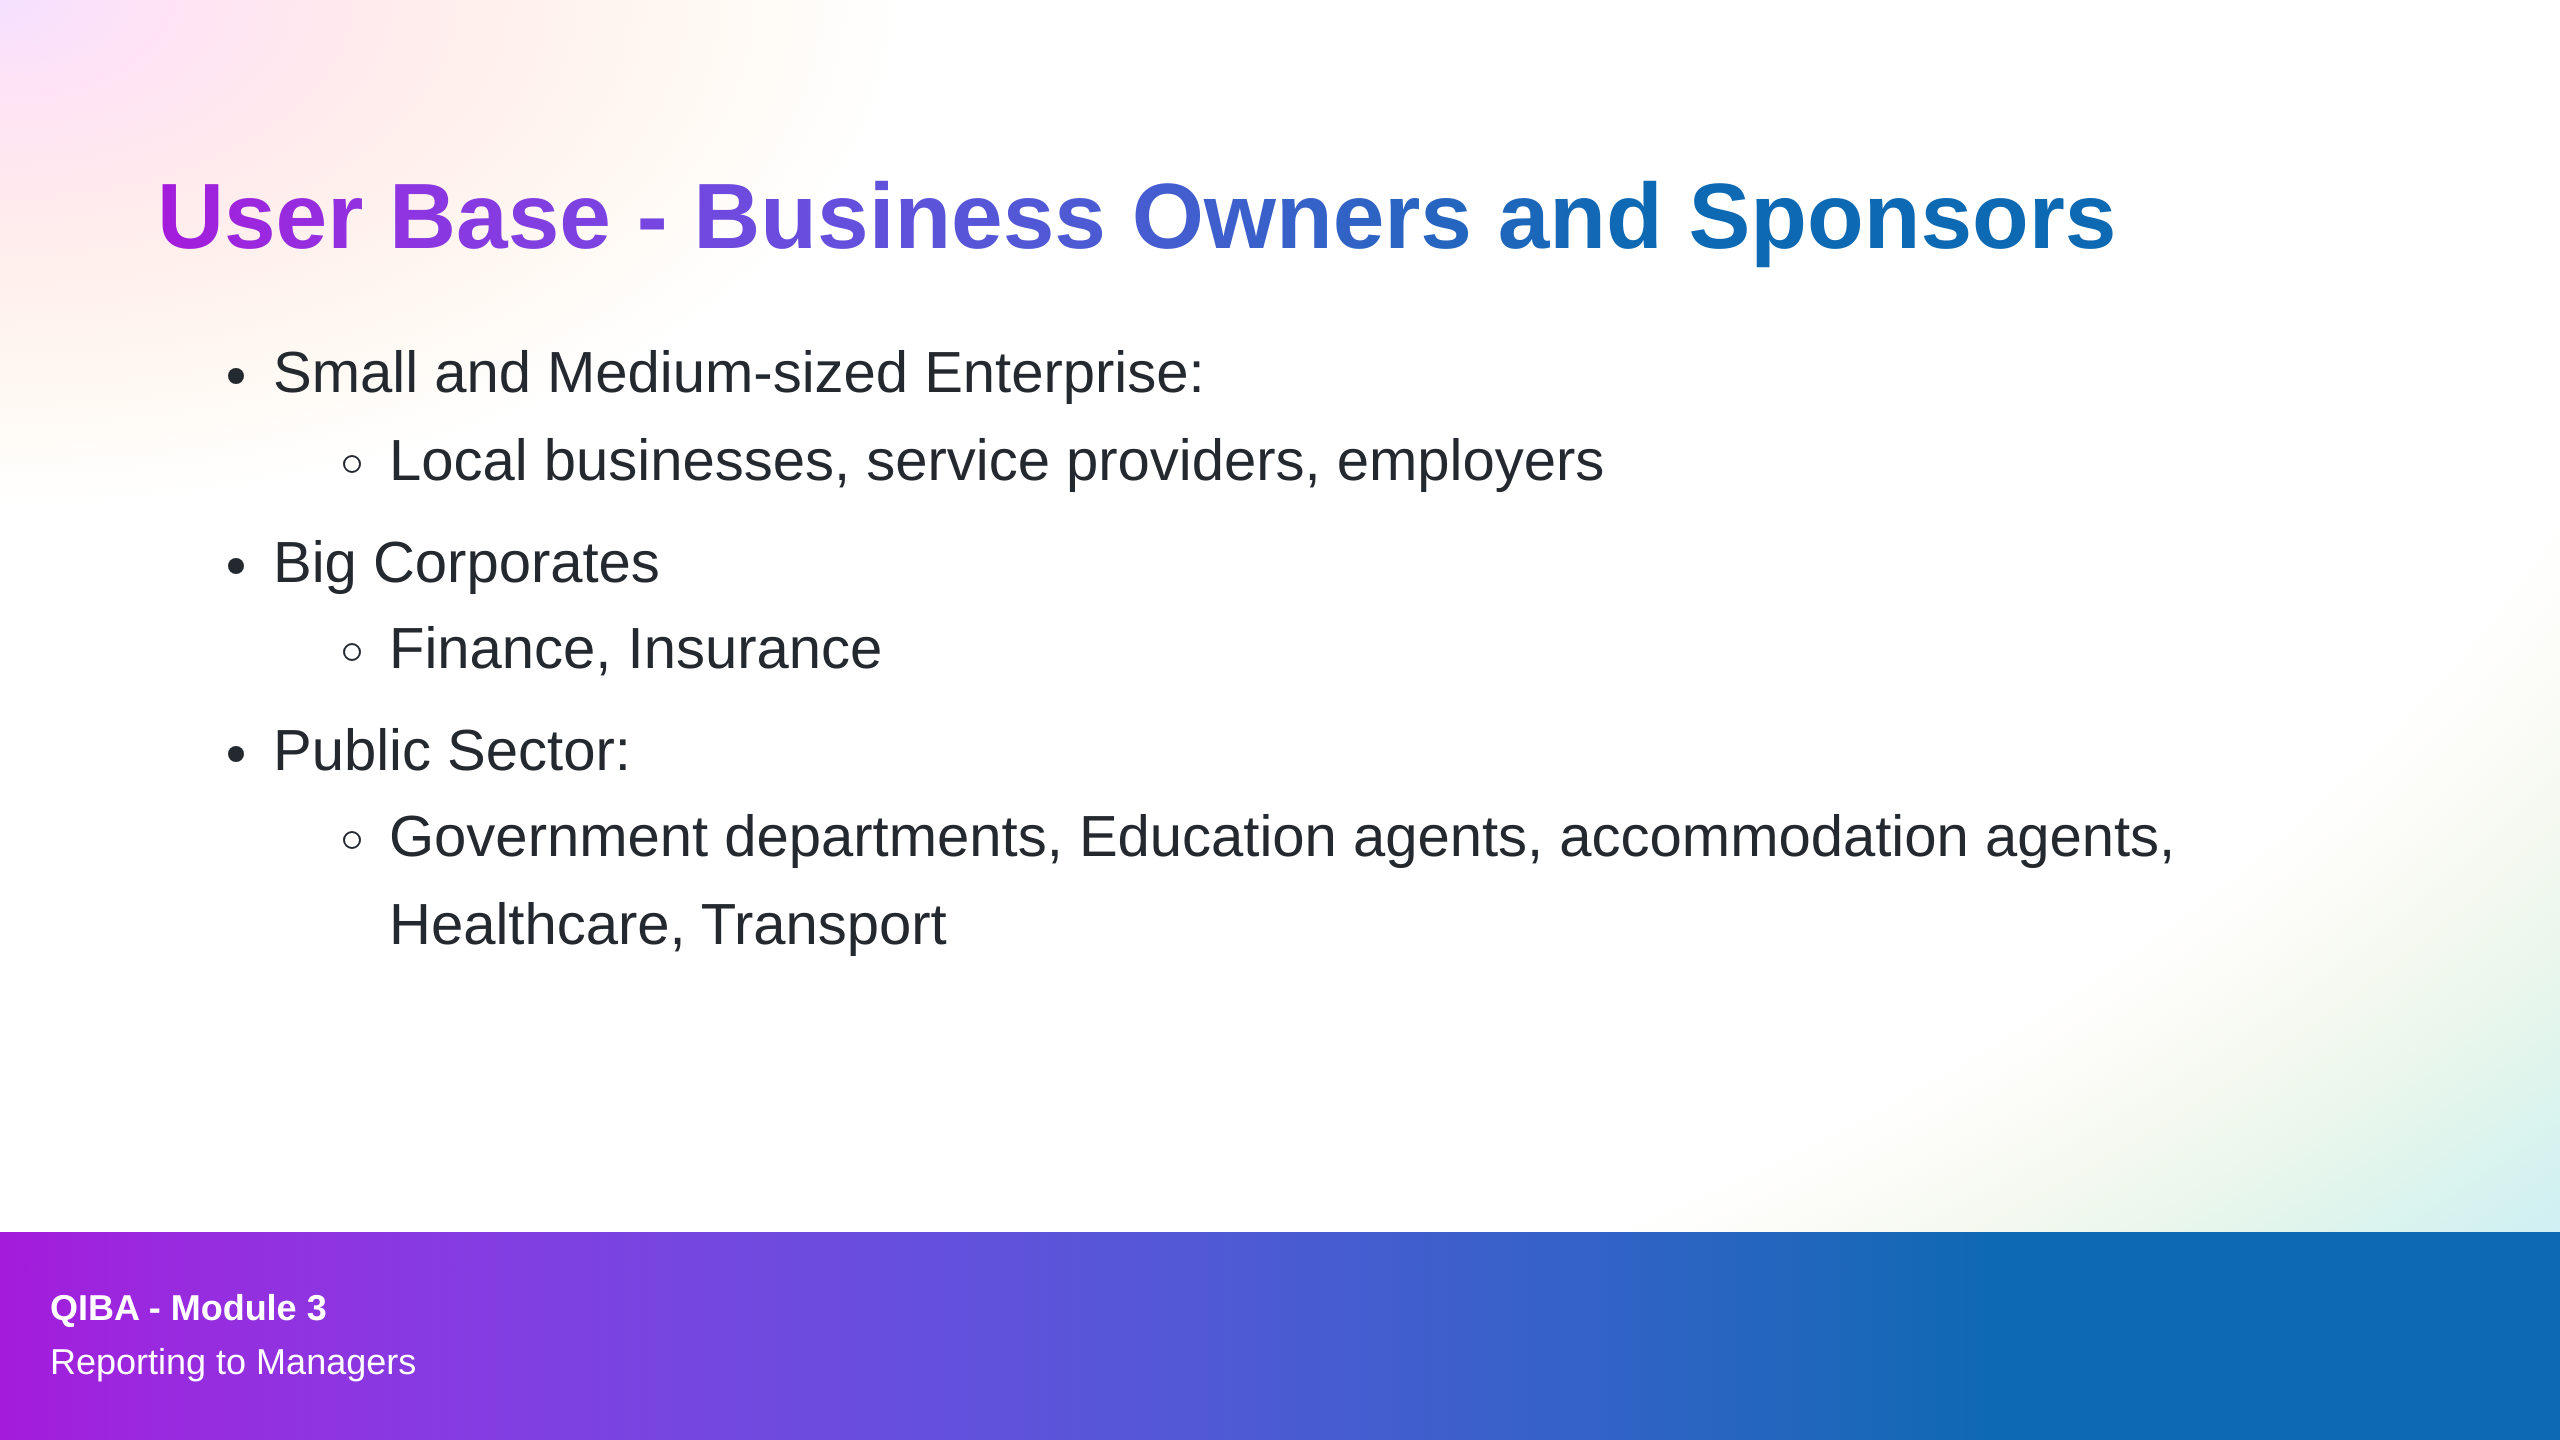 User Base - Business Owners and Sponsors
Small and Medium-sized Enterprise:
Local businesses, service providers, employers
Big Corporates
Finance, Insurance
Public Sector:
Government departments, Education agents, accommodation agents,
Healthcare, Transport
QIBA - Module 3
Reporting to Managers